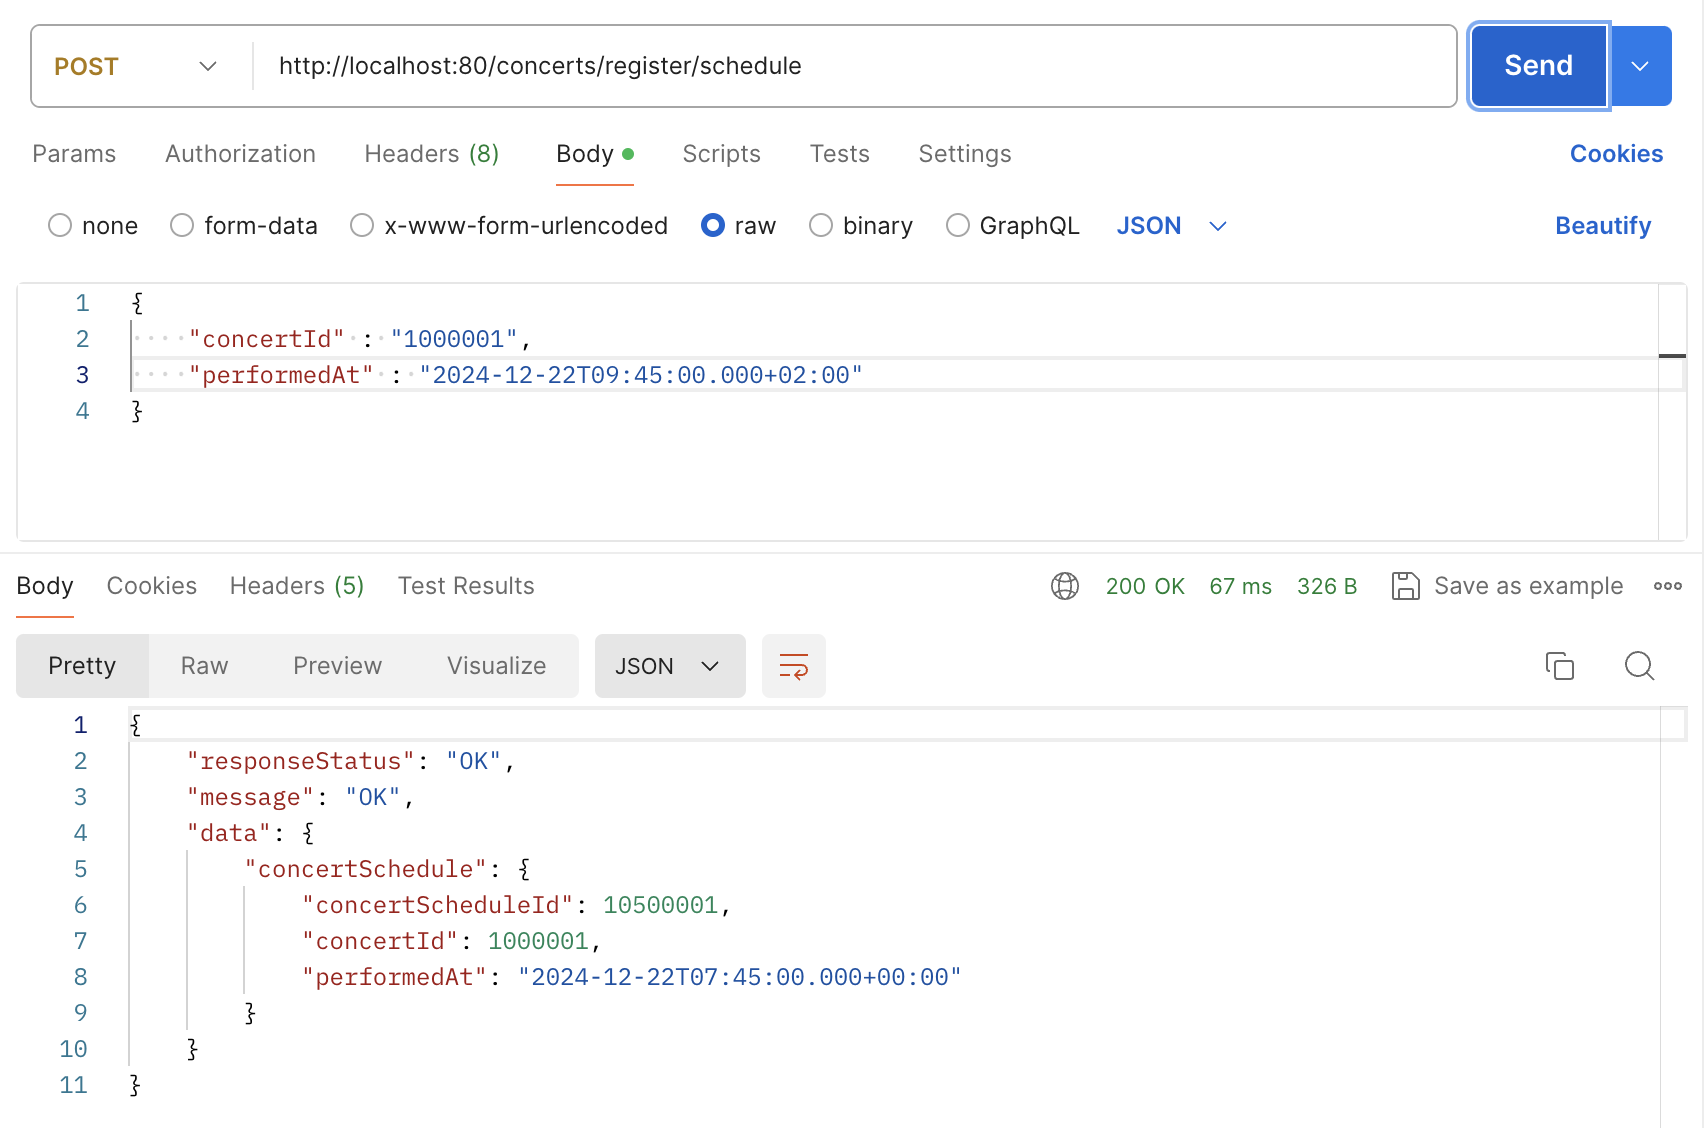 POST http://localhost:80/concerts/register/schedule Send
Params Authorization Headers (8) Body Scripts Tests Settings Cookies
none form-data x-www-form-urlencoded raw binary GraphQL JSON Beautify
1 {
2 "concertId" : "1000001",
3 "performedAt" : "2024-12-22T09:45:00.000+02:00"
4 }
Body Cookies Headers (5) Test Results 200 OK 67 ms 326 B Save as example
Pretty Raw Preview Visualize JSON
1 {
2 "responseStatus": "OK",
3 "message": "OK",
4 "data": {
5 "concertSchedule": {
6 "concertScheduleId": 10500001,
7 "concertId": 1000001,
8 "performedAt": "2024-12-22T07:45:00.000+00:00"
9 }
10 }
11 }